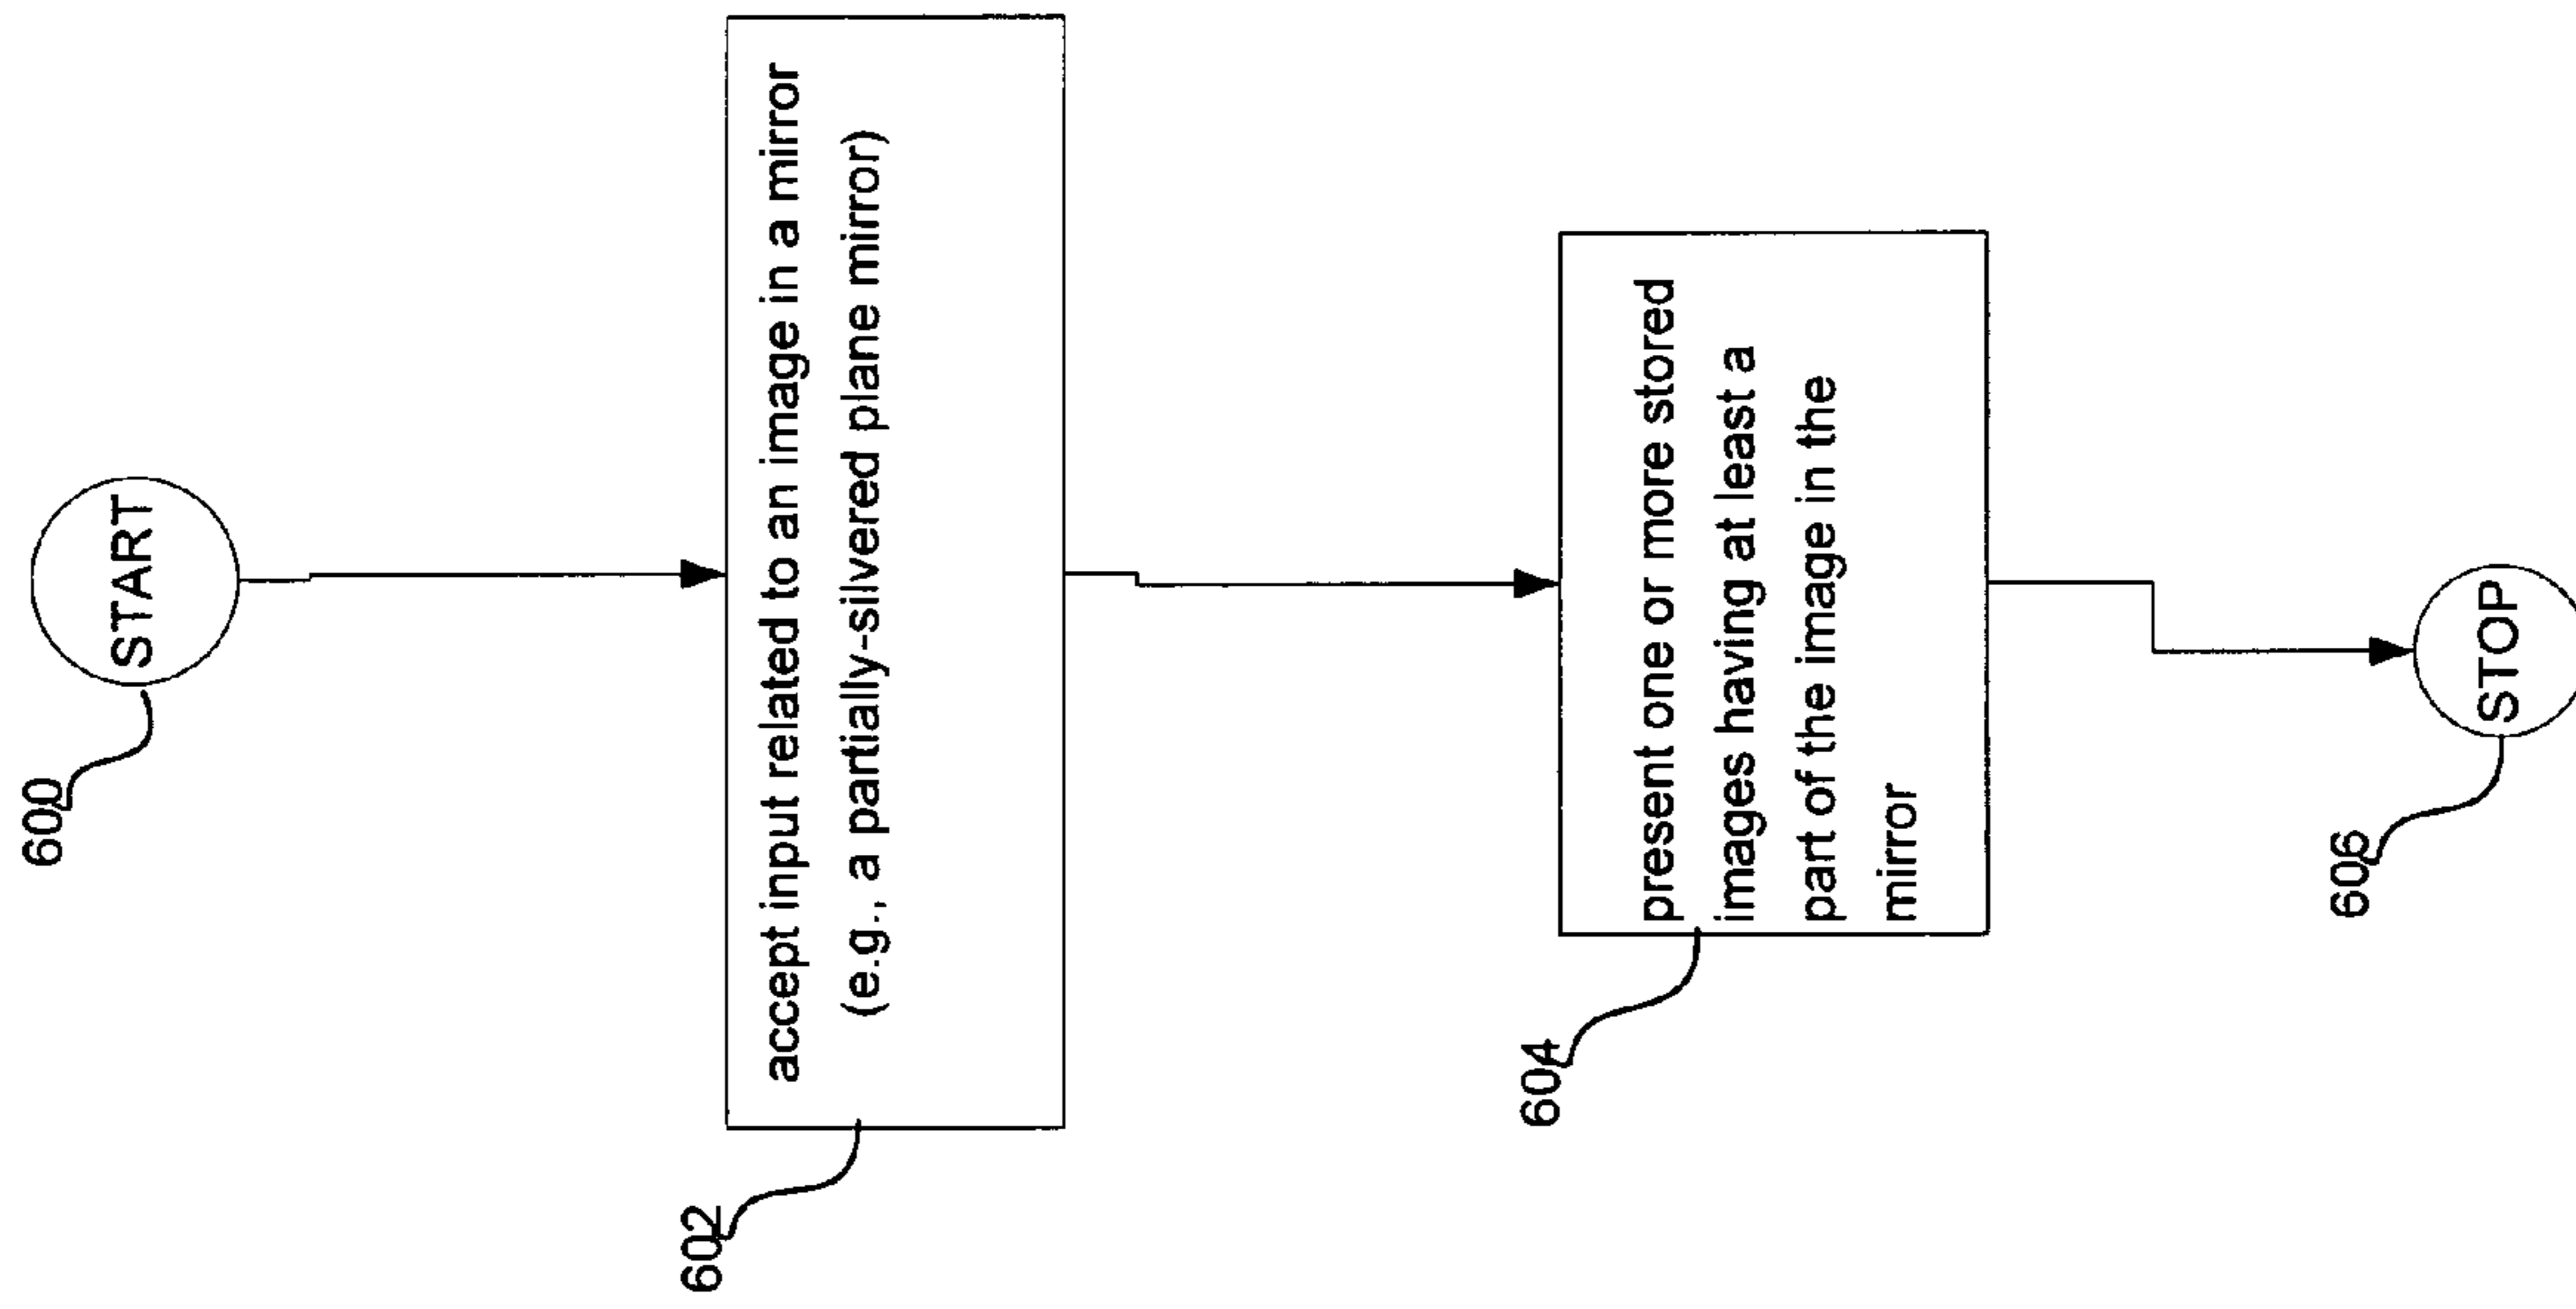 600
START
602
accept input related to an image in a mirror
(e.g., a partially-silvered plane mirror)
604
present one or more stored
images having at least a
part of the image in the
mirror
606
STOP